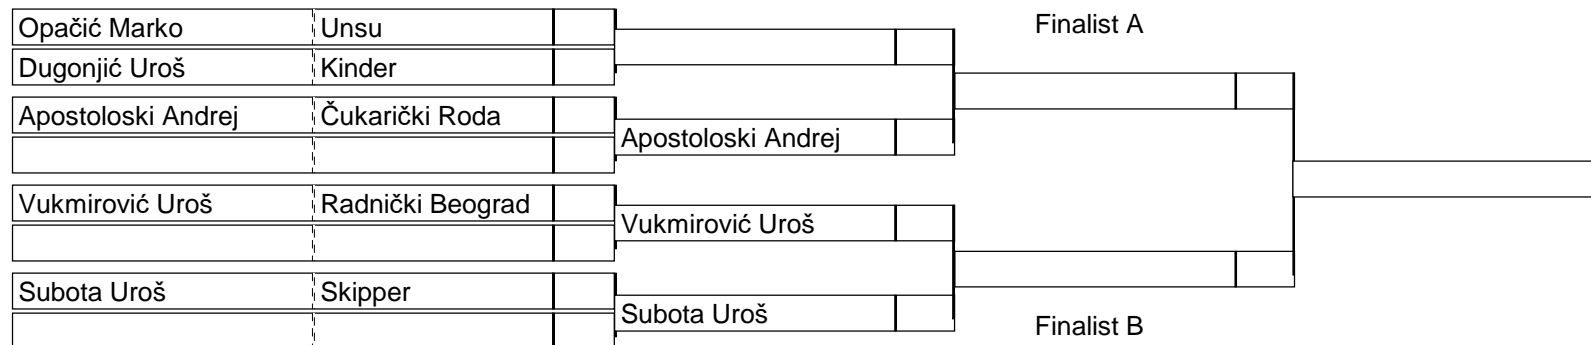 Opačić Marko Unsu
Dugonjić Uroš Kinder
Apostoloski Andrej Čukarički Roda
Vukmirović Uroš Radnički Beograd
Subota Uroš Skipper
Apostoloski Andrej
Vukmirović Uroš
Subota Uroš
Finalist A
Finalist B